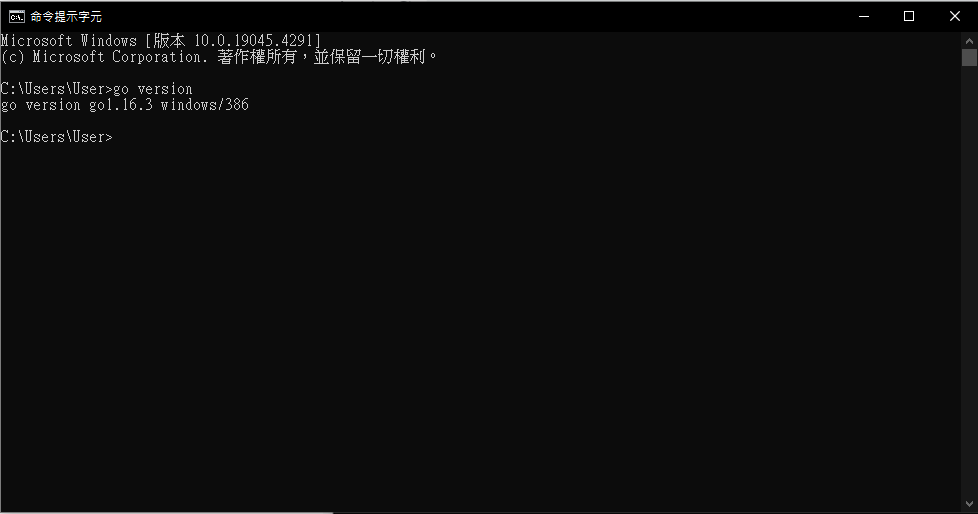 命令提示字元
Microsoft Windows [版本 10.0.19045.4291]
(c) Microsoft Corporation. 著作權所有，並保留一切權利。
C:\Users\User>go version
go version go1.16.3 windows/386
C:\Users\User>